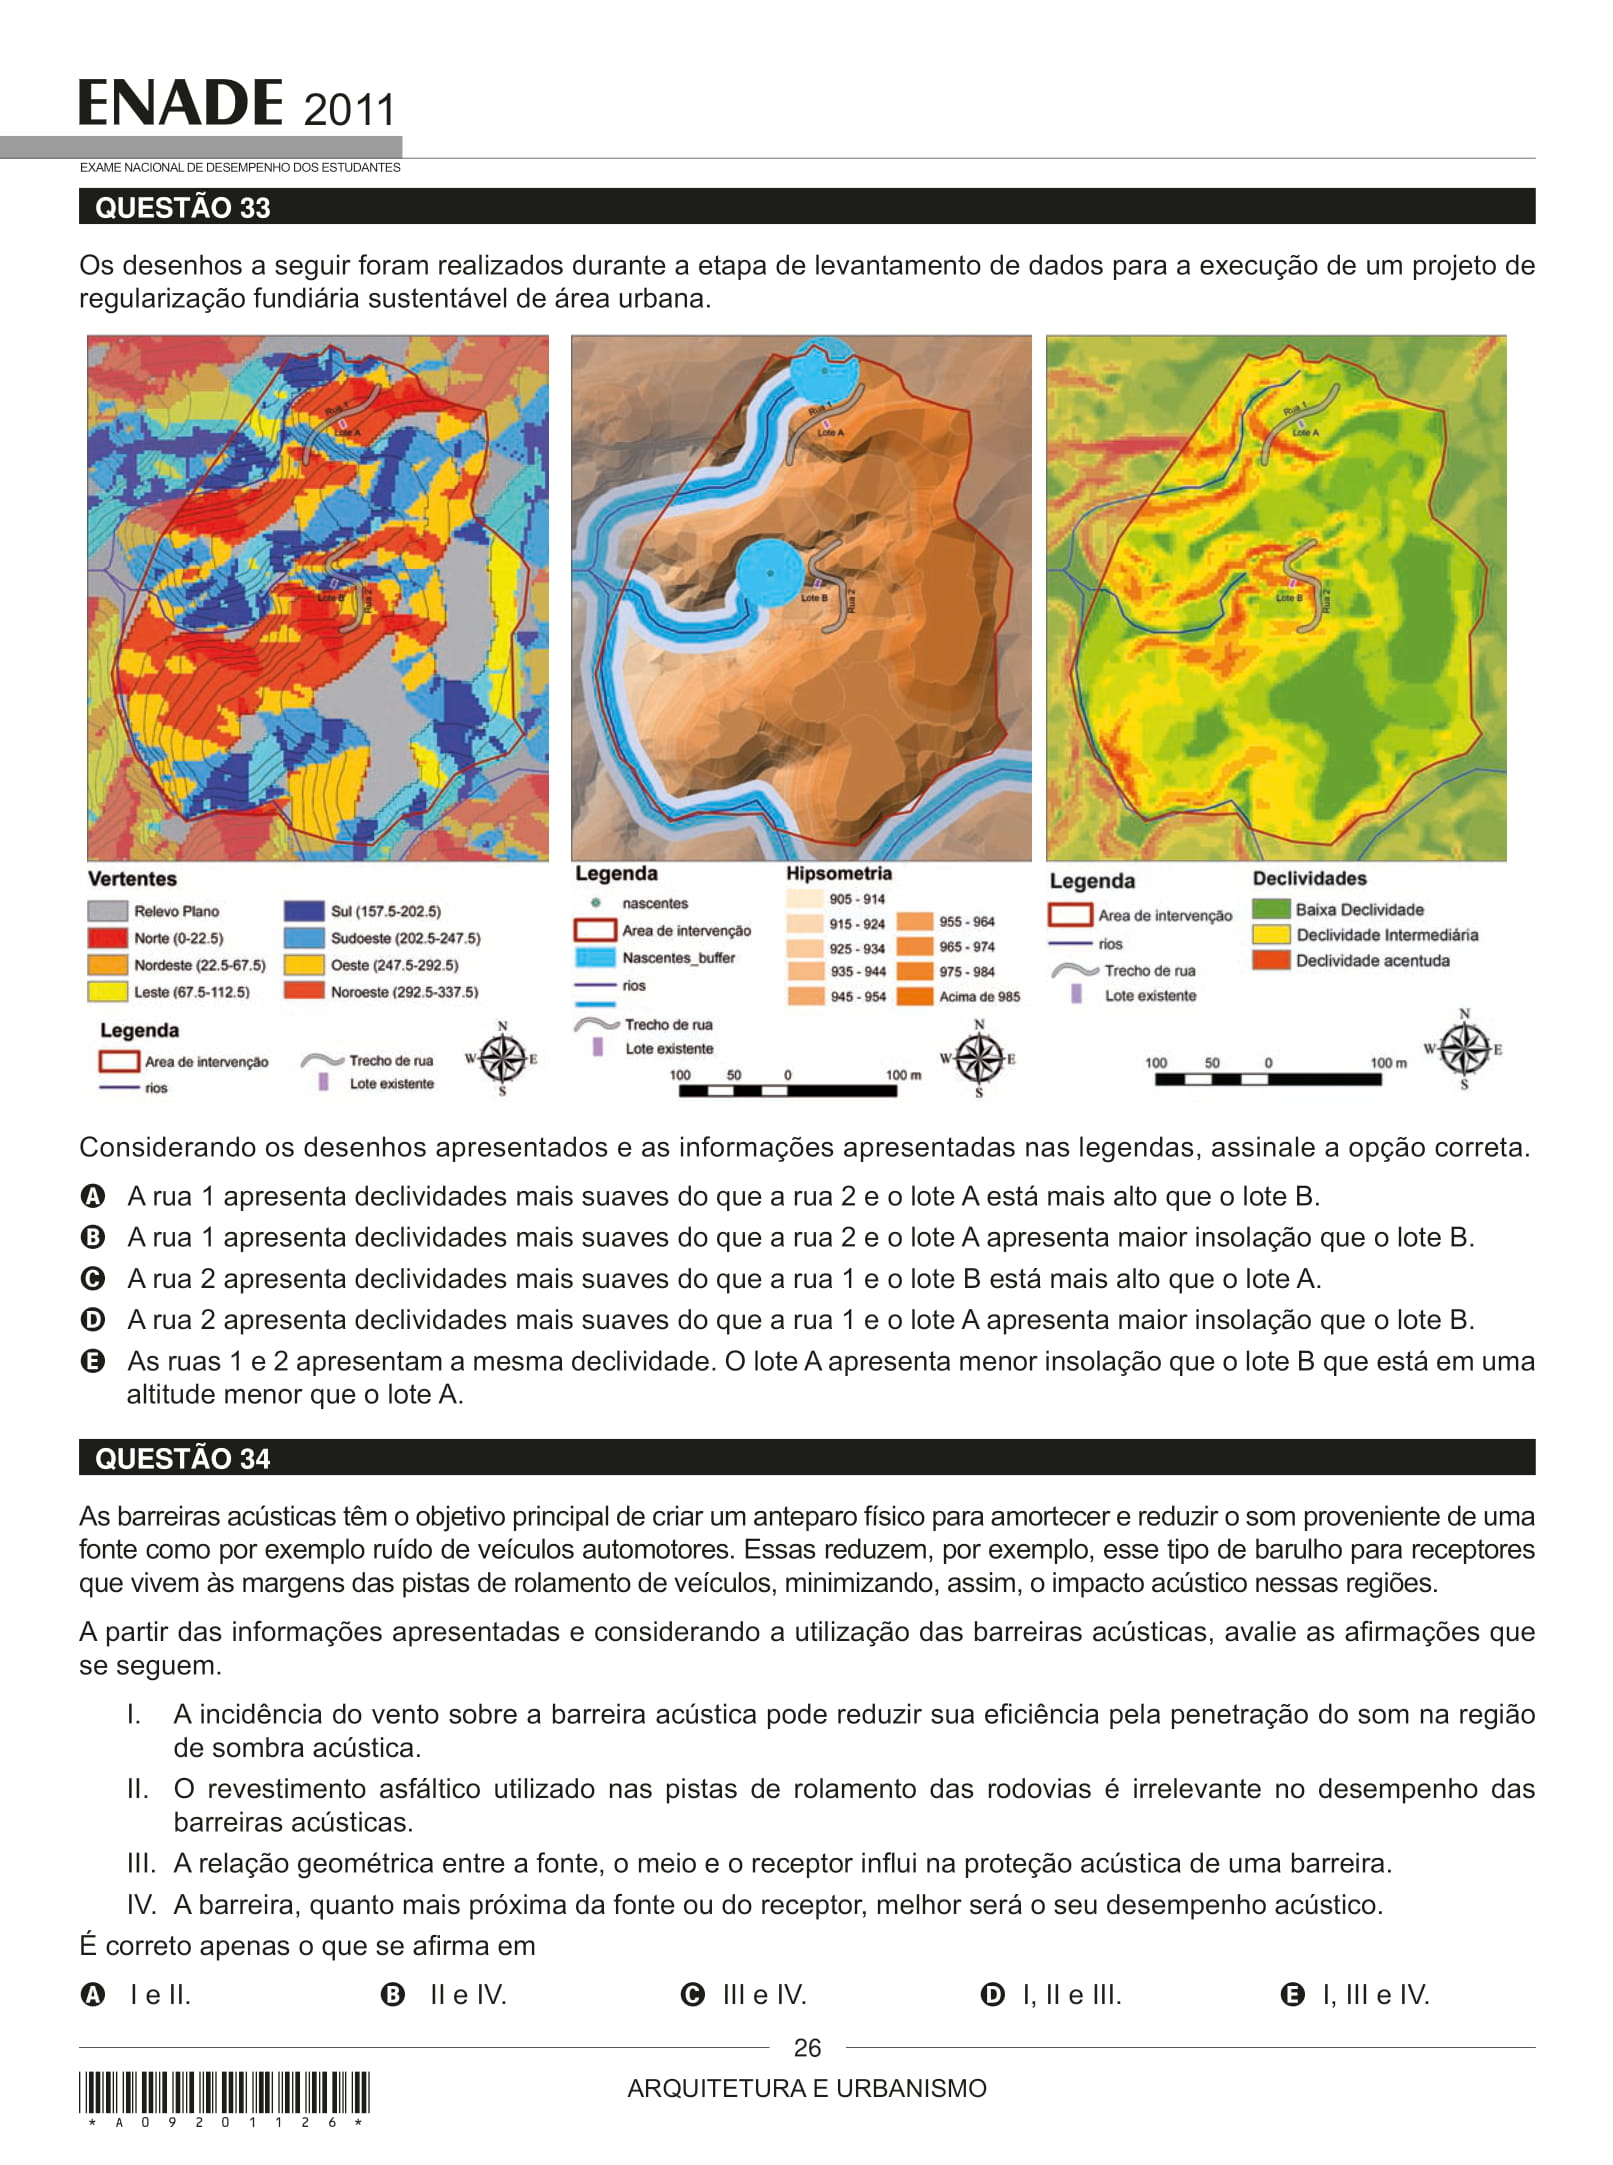 ENADE 2011
EXAME NACIONAL DE DESEMPENHO DOS ESTUDANTES
QUESTÃO 33
Os desenhos a seguir foram realizados durante a etapa de levantamento de dados para a execução de um projeto de
regularização fundiária sustentável de área urbana.
Rua 1
Lote A
Lote B
Rua 2
Rua 1
Lote A
Lote B
Rua 2
Rua 1
Lote A
Lote B
Rua 2
Vertentes
Relevo Plano
Norte (0-22.5)
Nordeste (22.5-67.5)
Leste (67.5-112.5)
Sul (157.5-202.5)
Sudoeste (202.5-247.5)
Oeste (247.5-292.5)
Noroeste (292.5-337.5)
Legenda
Area de intervenção
rios
Trecho de rua
Lote existente
N
W
E
S
Legenda
nascentes
Area de intervenção
Nascentes_buffer
rios
Trecho de rua
Lote existente
Hipsometria
905 - 914
915 - 924
925 - 934
935 - 944
945 - 954
955 - 964
965 - 974
975 - 984
Acima de 985
100 50 0 100 m
N
W
E
S
Legenda
Area de intervenção
rios
Trecho de rua
Lote existente
Declividades
Baixa Declividade
Declividade Intermediária
Declividade acentuda
100 50 0 100 m
N
W
E
S
Considerando os desenhos apresentados e as informações apresentadas nas legendas, assinale a opção correta.
A A rua 1 apresenta declividades mais suaves do que a rua 2 e o lote A está mais alto que o lote B.
B A rua 1 apresenta declividades mais suaves do que a rua 2 e o lote A apresenta maior insolação que o lote B.
C A rua 2 apresenta declividades mais suaves do que a rua 1 e o lote B está mais alto que o lote A.
D A rua 2 apresenta declividades mais suaves do que a rua 1 e o lote A apresenta maior insolação que o lote B.
E As ruas 1 e 2 apresentam a mesma declividade. O lote A apresenta menor insolação que o lote B que está em uma
altitude menor que o lote A.
QUESTÃO 34
As barreiras acústicas têm o objetivo principal de criar um anteparo físico para amortecer e reduzir o som proveniente de uma
fonte como por exemplo ruído de veículos automotores. Essas reduzem, por exemplo, esse tipo de barulho para receptores
que vivem às margens das pistas de rolamento de veículos, minimizando, assim, o impacto acústico nessas regiões.
A partir das informações apresentadas e considerando a utilização das barreiras acústicas, avalie as afirmações que
se seguem.
I. A incidência do vento sobre a barreira acústica pode reduzir sua eficiência pela penetração do som na região
de sombra acústica.
II. O revestimento asfáltico utilizado nas pistas de rolamento das rodovias é irrelevante no desempenho das
barreiras acústicas.
III. A relação geométrica entre a fonte, o meio e o receptor influi na proteção acústica de uma barreira.
IV. A barreira, quanto mais próxima da fonte ou do receptor, melhor será o seu desempenho acústico.
É correto apenas o que se afirma em
A I e II. B II e IV. C III e IV. D I, II e III. E I, III e IV.
26
ARQUITETURA E URBANISMO
* A 0 9 2 0 1 1 2 6 *